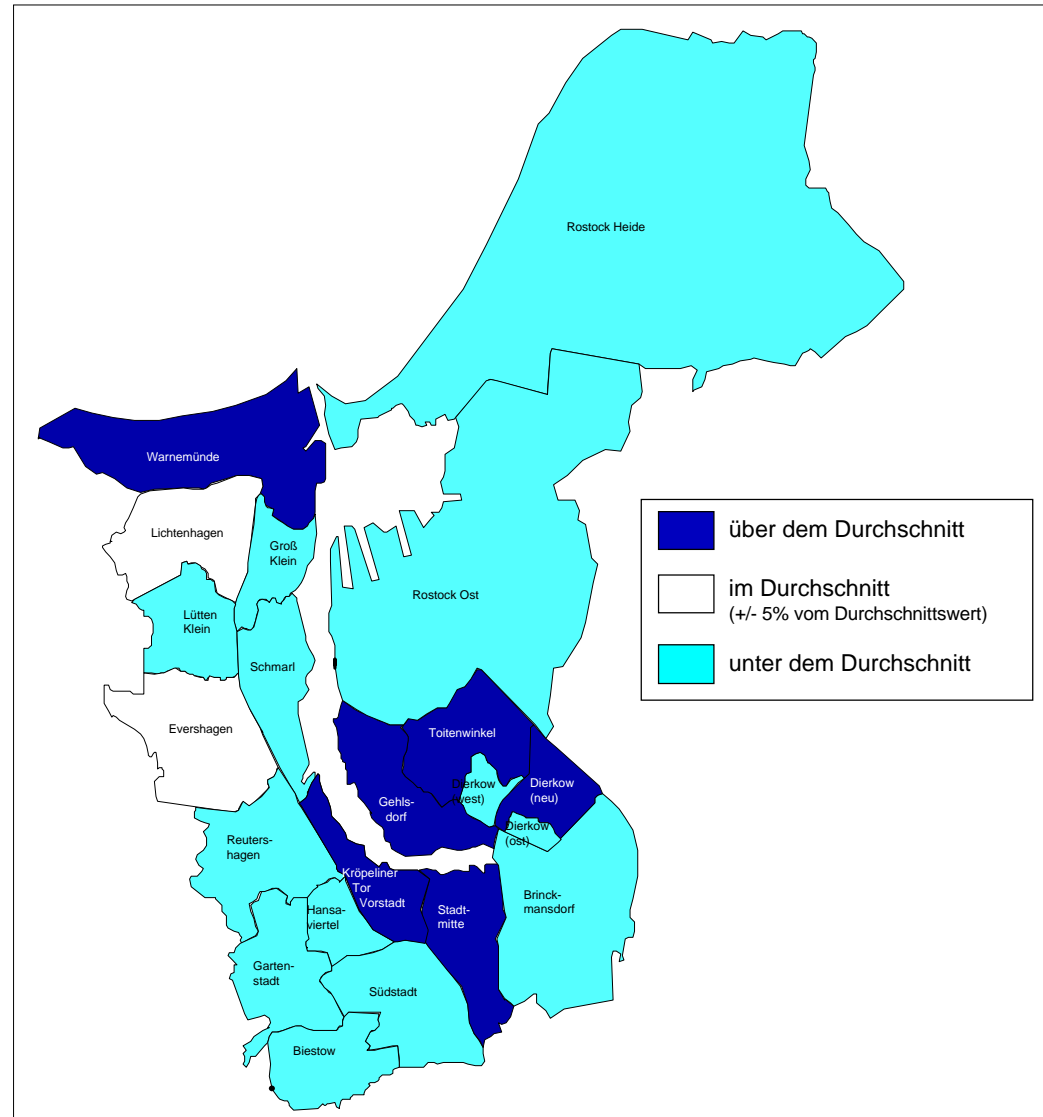 Rostock Heide
Warnemünde
Lichtenhagen
Groß
Klein
Rostock Ost
Lütten
Klein
Schmarl
Evershagen
Toitenwinkel
Dierkow
(west)
Dierkow
(neu)
Gehls-
dorf
Dierkow
(ost)
Reuters-
hagen
Kröpeliner
Tor
Vorstadt
Hansa-
viertel
Stadt-
mitte
Brinck-
mansdorf
Garten-
stadt
Südstadt
Biestow
über dem Durchschnitt
im Durchschnitt
(+/- 5% vom Durchschnittswert)
unter dem Durchschnitt